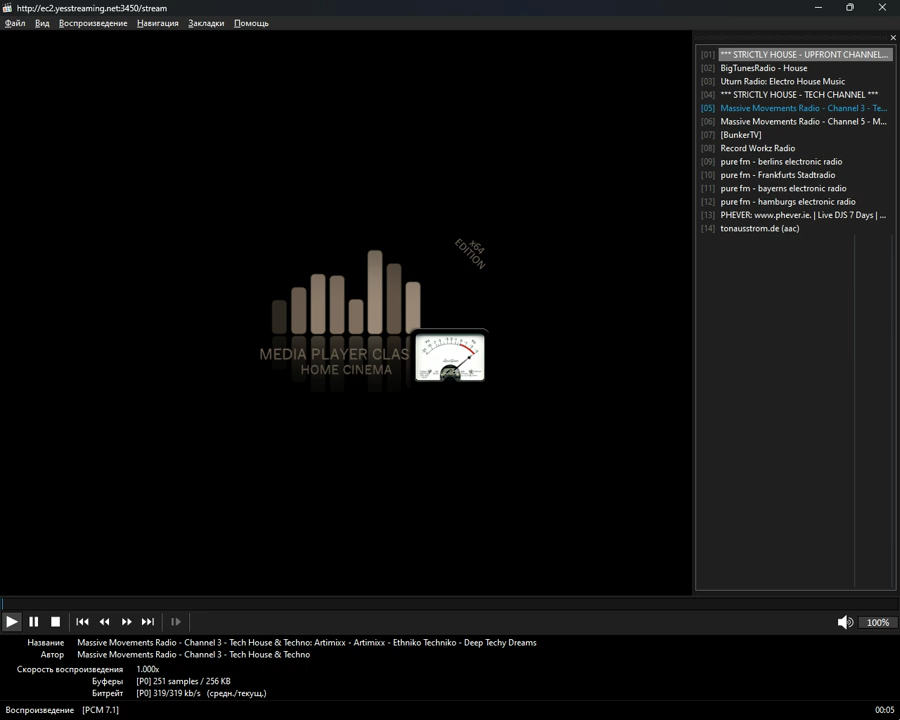 http://ec2.yesstreaming.net:3450/stream
Файл Вид Воспроизведение Навигация Закладки Помощь
[01] *** STRICTLY HOUSE - UPFRONT CHANNEL...
[02] BigTunesRadio - House
[03] Uturn Radio: Electro House Music
[04] *** STRICTLY HOUSE - TECH CHANNEL ***
[05] Massive Movements Radio - Channel 3 - Te...
[06] Massive Movements Radio - Channel 5 - M...
[07] [BunkerTV]
[08] Record Workz Radio
[09] pure fm - berlins electronic radio
[10] pure fm - Frankfurts Stadtradio
[11] pure fm - bayerns electronic radio
[12] pure fm - hamburgs electronic radio
[13] PHEVER: www.phever.ie. | Live DJS 7 Days | ...
[14] tonausstrom.de (aac)
x64
EDITION
MEDIA PLAYER CLAS
HOME CINEMA
100%
Название Massive Movements Radio - Channel 3 - Tech House & Techno: Artimixx - Artimixx - Ethniko Techniko - Deep Techy Dreams
Автор Massive Movements Radio - Channel 3 - Tech House & Techno
Скорость воспроизведения 1.000x
Буферы [P0] 251 samples / 256 KB
Битрейт [P0] 319/319 kb/s (средн./текущ.)
Воспроизведение [PCM 7.1] 00:05